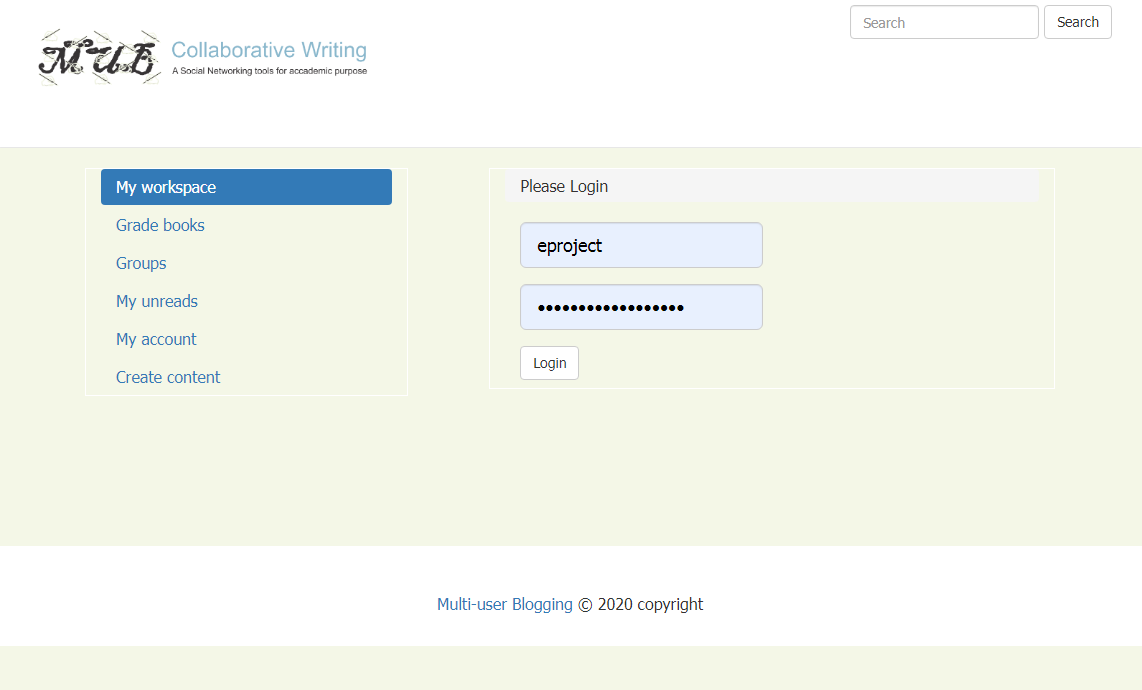 Search Search
MUE Collaborative Writing
A Social Networking tools for accademic purpose
My workspace
Grade books
Groups
My unreads
My account
Create content
Please Login
eproject
••••••••••••••••••
Login
Multi-user Blogging © 2020 copyright